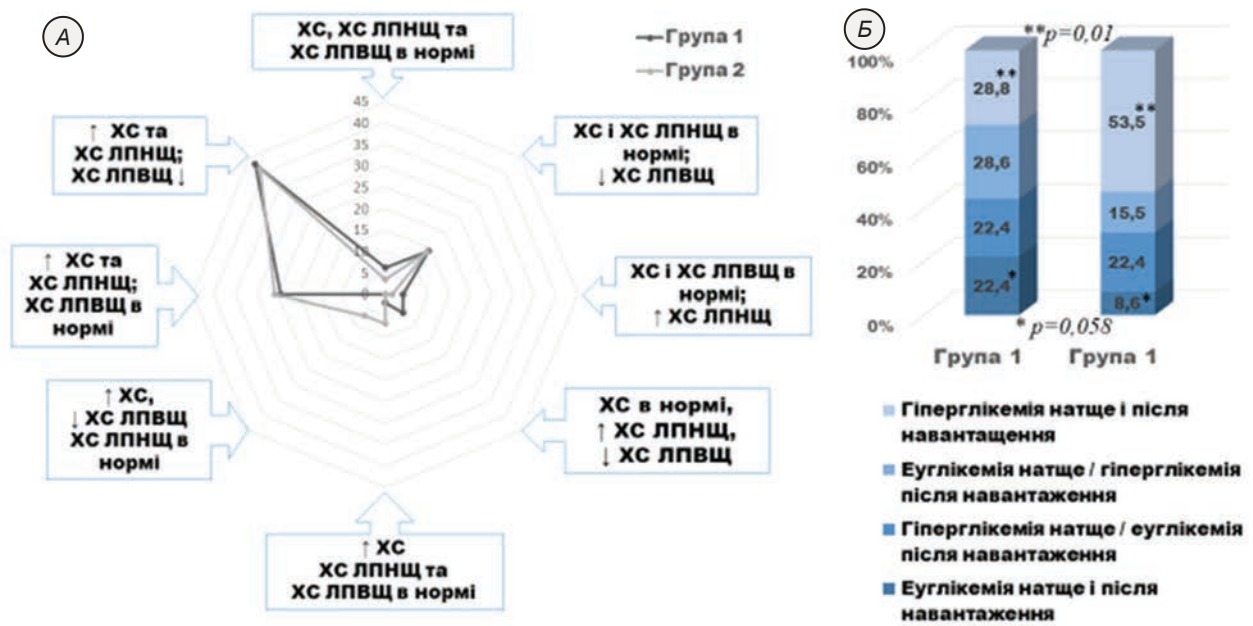 А
ХС, ХС ЛПНЩ та
ХС ЛПВЩ в нормі
Група 1
Група 2
↑ ХС та
ХС ЛПНЩ;
ХС ЛПВЩ ↓
ХС і ХС ЛПНЩ в
нормі;
↓ ХС ЛПВЩ
45
40
35
30
25
20
15
10
5
0
↑ ХС та
ХС ЛПНЩ;
ХС ЛПВЩ в
нормі
ХС і ХС ЛПВЩ в
нормі;
↑ ХС ЛПНЩ
↑ ХС,
↓ ХС ЛПВЩ
ХС ЛПНЩ в
нормі
ХС в нормі,
↑ ХС ЛПНЩ,
↓ ХС ЛПВЩ
↑ ХС
ХС ЛПНЩ та
ХС ЛПВЩ в нормі
Б
**p=0,01
100%
80%
60%
40%
20%
0%
28,8**
28,6
22,4
22,4*
53,5**
15,5
22,4
8,6*
* p=0,058
Група 1 Група 1
Гіперглікемія натще і після
навантащення
Еуглікемія натще / гіперглікемія
після навантаження
Гіперглікемія натще / еуглікемія
після навантаження
Еуглікемія натще і після
навантаження